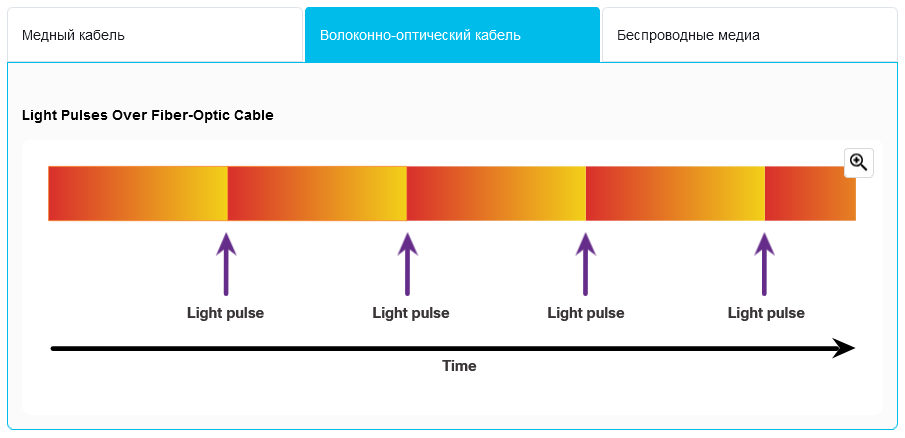 Медный кабель
Волоконно-оптический кабель
Беспроводные медиа
Light Pulses Over Fiber-Optic Cable
Light pulse
Light pulse
Light pulse
Light pulse
Time